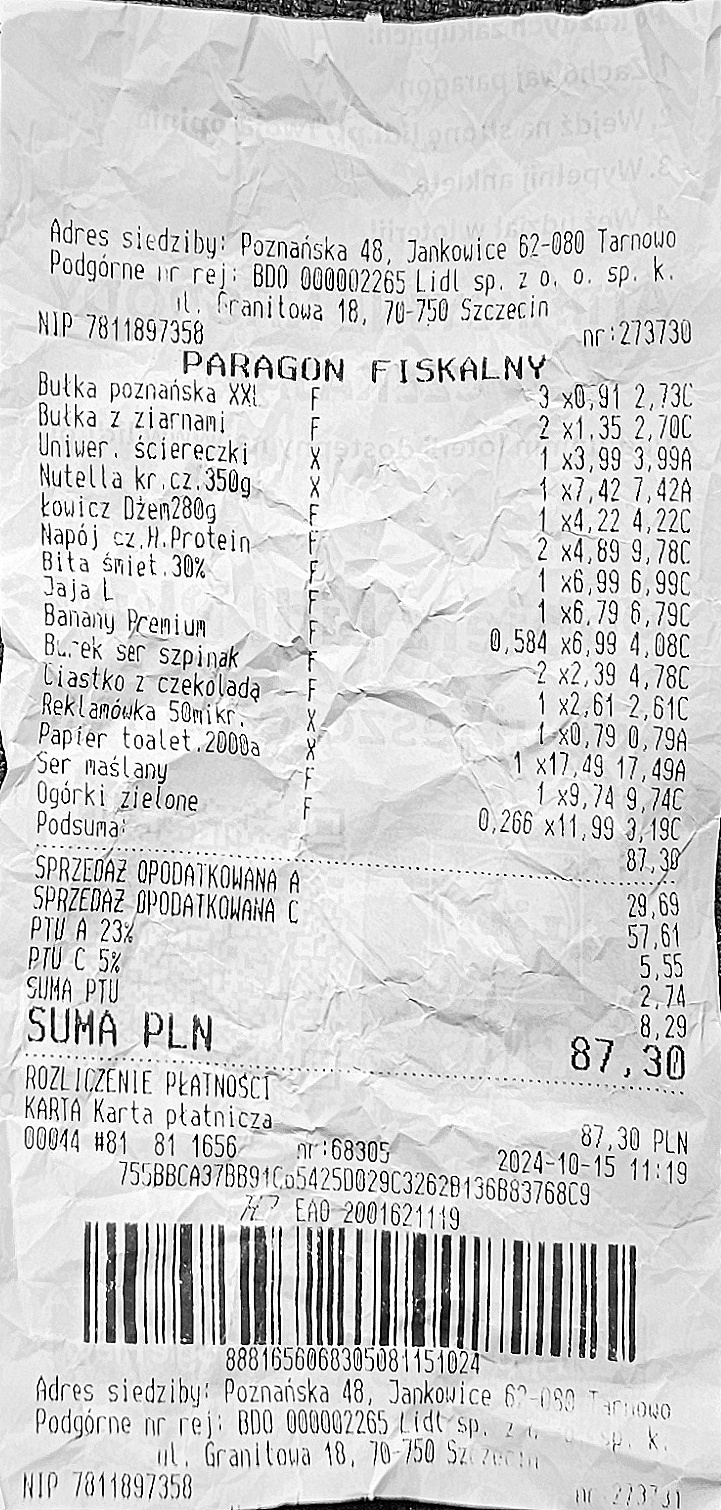 Adres siedziby: Poznańska 48, Jankowice 62-080 Tarnowo
Podgórne nr rej: BDO 000002265 Lidl sp. z o. o. sp. k.
ul. Granitowa 18, 70-750 Szczecin
NIP 7811897358 nr:273730
PARAGON FISKALNY
Bułka poznańska XXL F 3 x0,91 2,73C
Bułka z ziarnami F 2 x1,35 2,70C
Uniwer. ściereczki X 1 x3,99 3,99A
Nutella kr.cz.350g X 1 x7,42 7,42A
Łowicz Dżem280g F 1 x4,22 4,22C
Napój cz.H.Protein F 2 x4,89 9,78C
Bita śmiet.30% F 1 x6,99 6,99C
Jaja L F 1 x6,79 6,79C
Banany Premium F 0,584 x6,99 4,08C
Burek ser szpinak F 2 x2,39 4,78C
Ciastko z czekoladą F 1 x2,61 2,61C
Reklamówka 50mikr. X 1 x0,79 0,79A
Papier toalet.2000a X 1 x17,49 17,49A
Ser maślany F 1 x9,74 9,74C
Ogórki zielone F 0,266 x11,99 3,19C
Podsuma: 87,30
SPRZEDAŻ OPODATKOWANA A 29,69
SPRZEDAŻ OPODATKOWANA C 57,61
PTU A 23% 5,55
PTU C 5% 2,74
SUMA PTU 8,29
SUMA PLN 87,30
ROZLICZENIE PŁATNOŚCI
KARTA Karta płatnicza 87,30 PLN
00044 #81 81 1656 nr:68305 2024-10-15 11:19
EAO 2001621119
8881656068305081151024
Adres siedziby: Poznańska 48, Jankowice 62-080 Tarnowo
Podgórne nr rej: BDO 000002265 Lidl sp. z o. o. sp. k.
ul. Granitowa 18, 70-750 Szczecin
NIP 7811897358 nr:273731